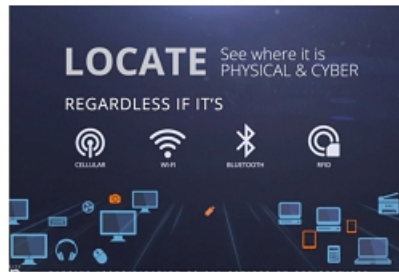 LOCATE
See where it is
PHYSICAL & CYBER
REGARDLESS IF IT'S
CELLULAR
WI-FI
BLUETOOTH
RFID